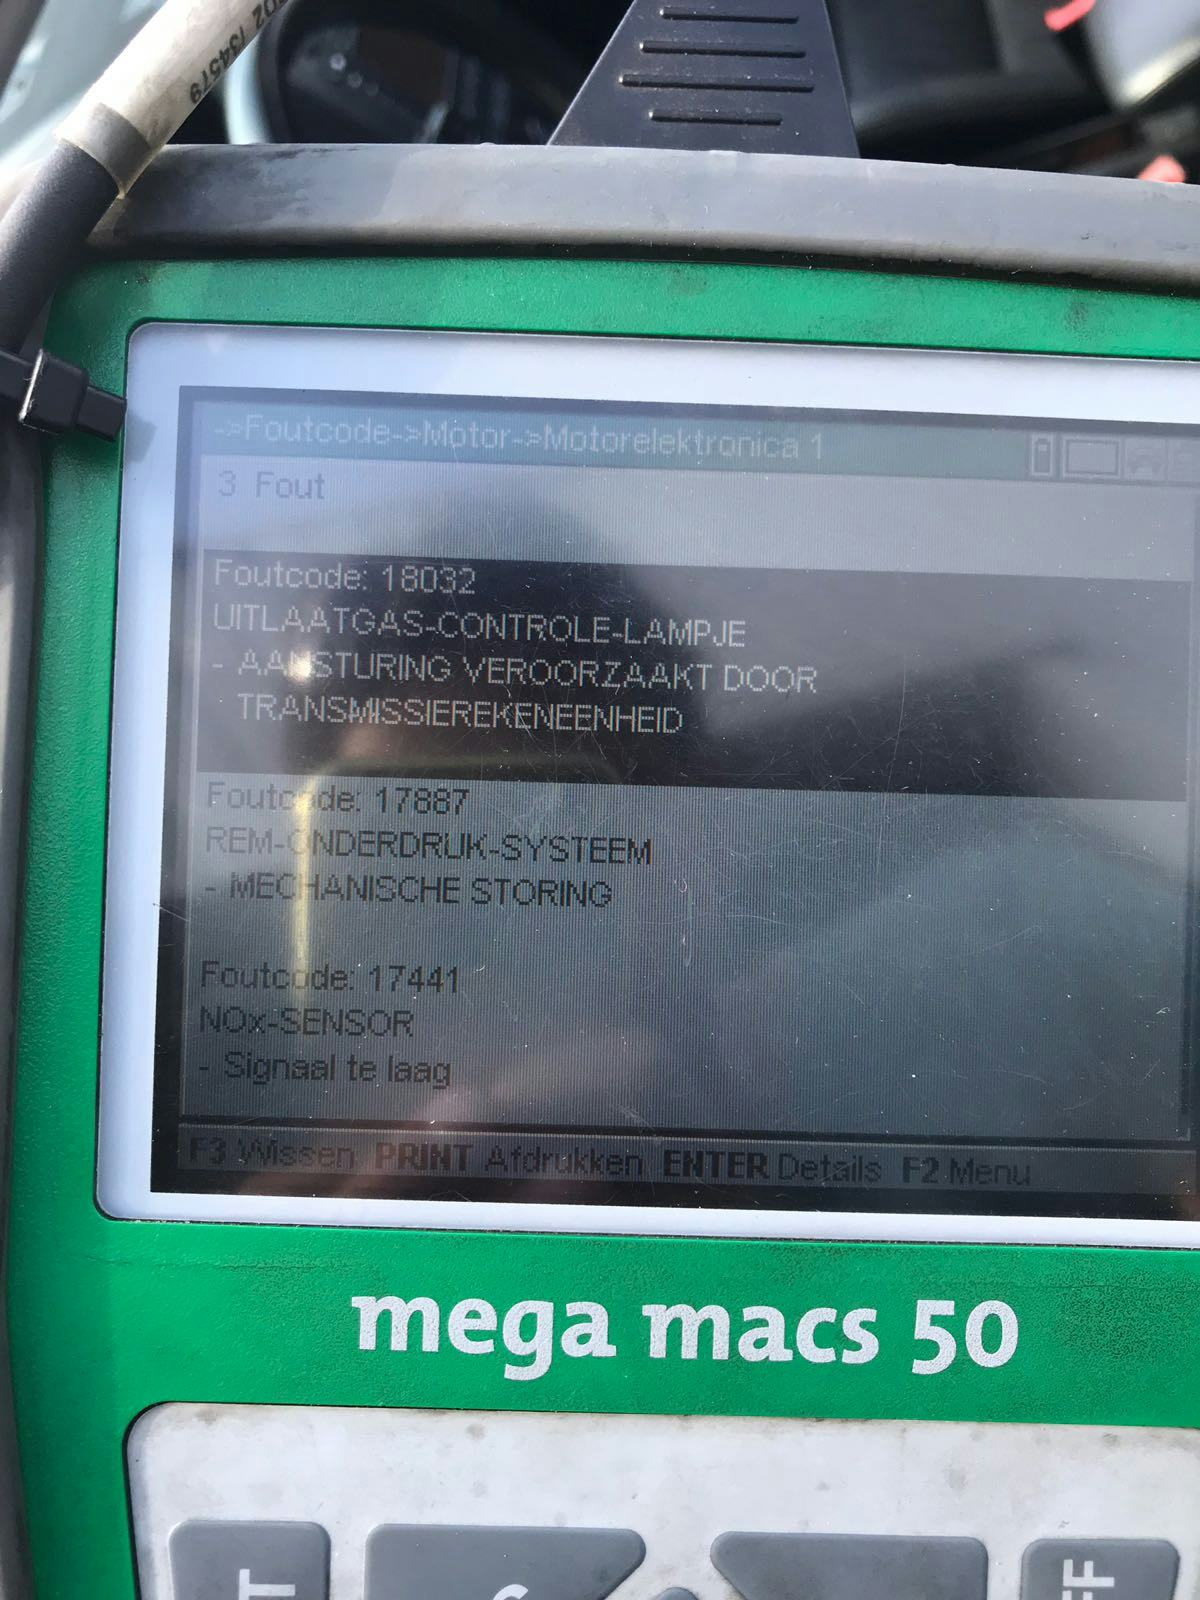 202 134579
->Foutcode->Motor->Motorelektronica 1
3 Fout
Foutcode: 18032
UITLAATGAS-CONTROLE-LAMPJE
- AANSTURING VEROORZAAKT DOOR
TRANSMISSIEREKENEENHEID
Foutcode: 17887
REM-ONDERDRUK-SYSTEEM
- MECHANISCHE STORING
Foutcode: 17441
NOx-SENSOR
- Signaal te laag
F3 Wissen PRINT Afdrukken ENTER Details F2 Menu
mega macs 50